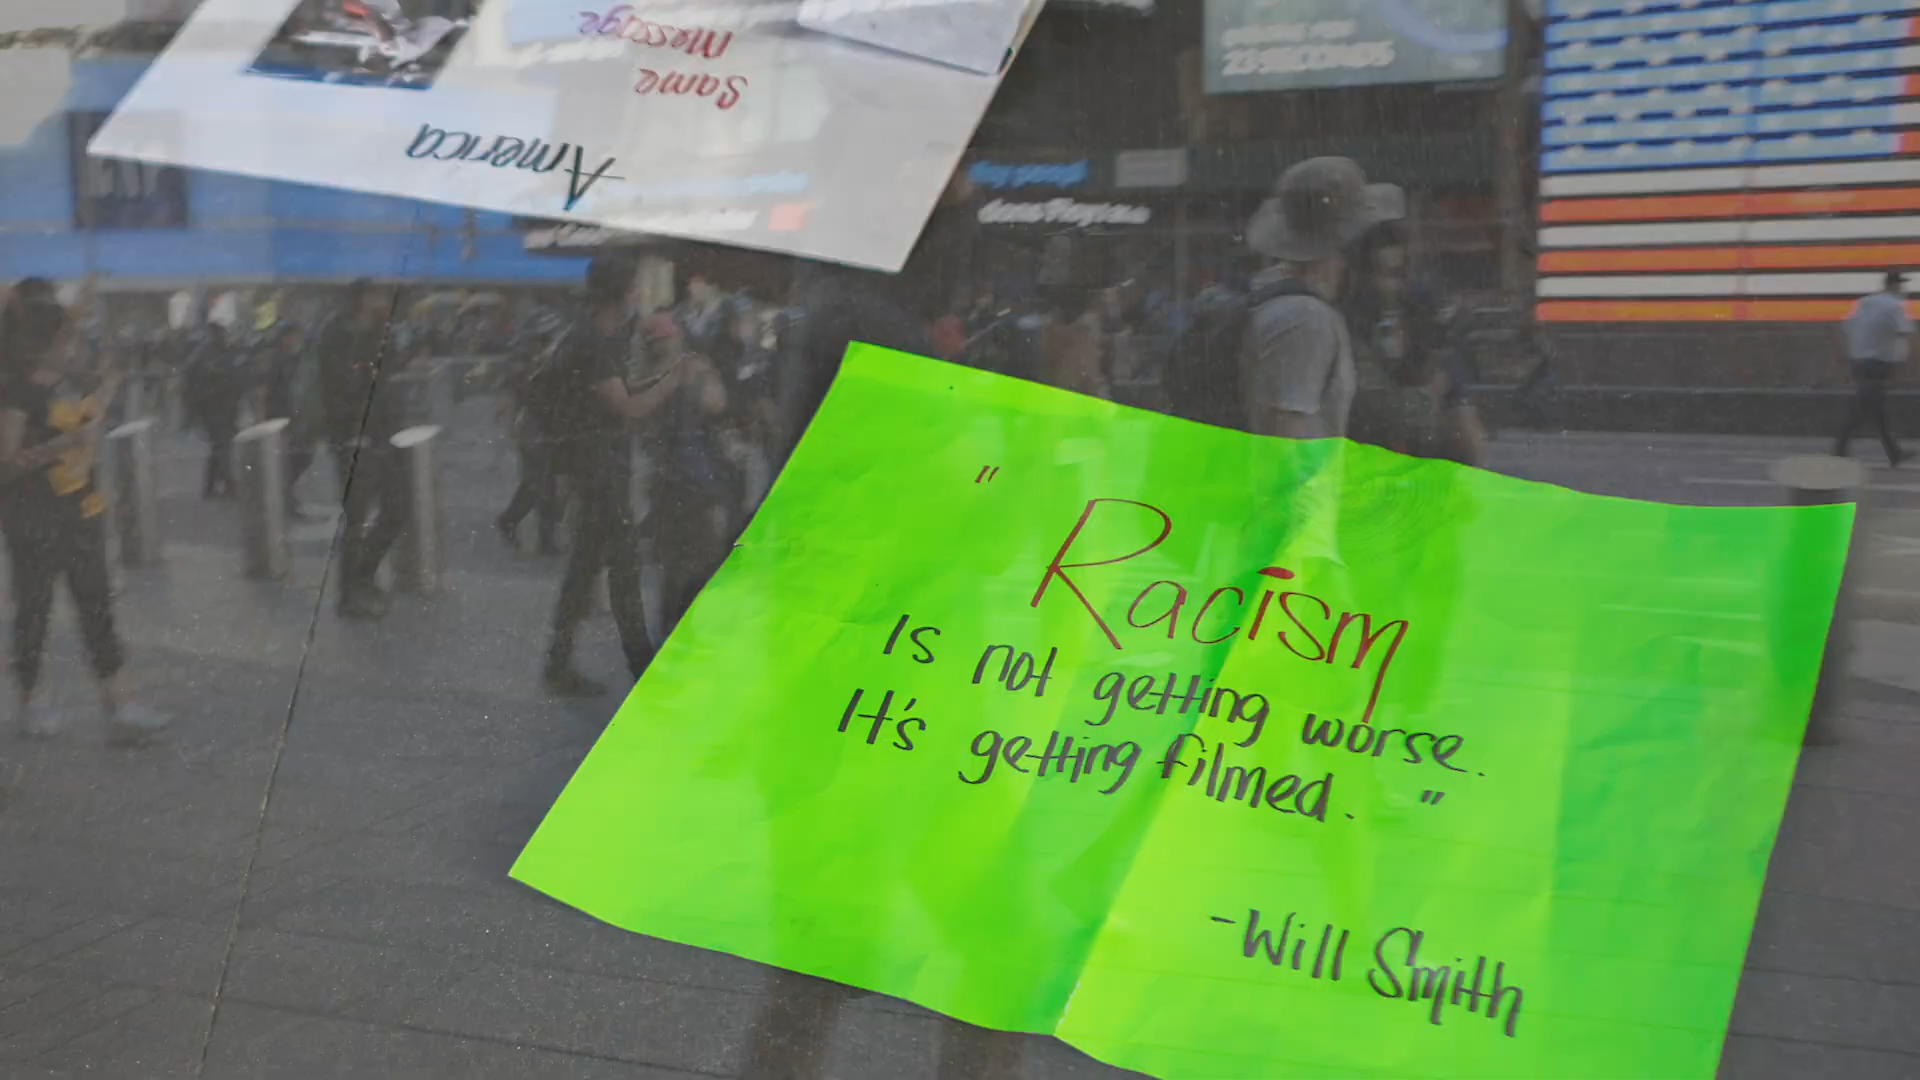 America
Same
Message
23 SECONDS
" Racism
Is not getting worse.
It's getting filmed. "
-Will Smith